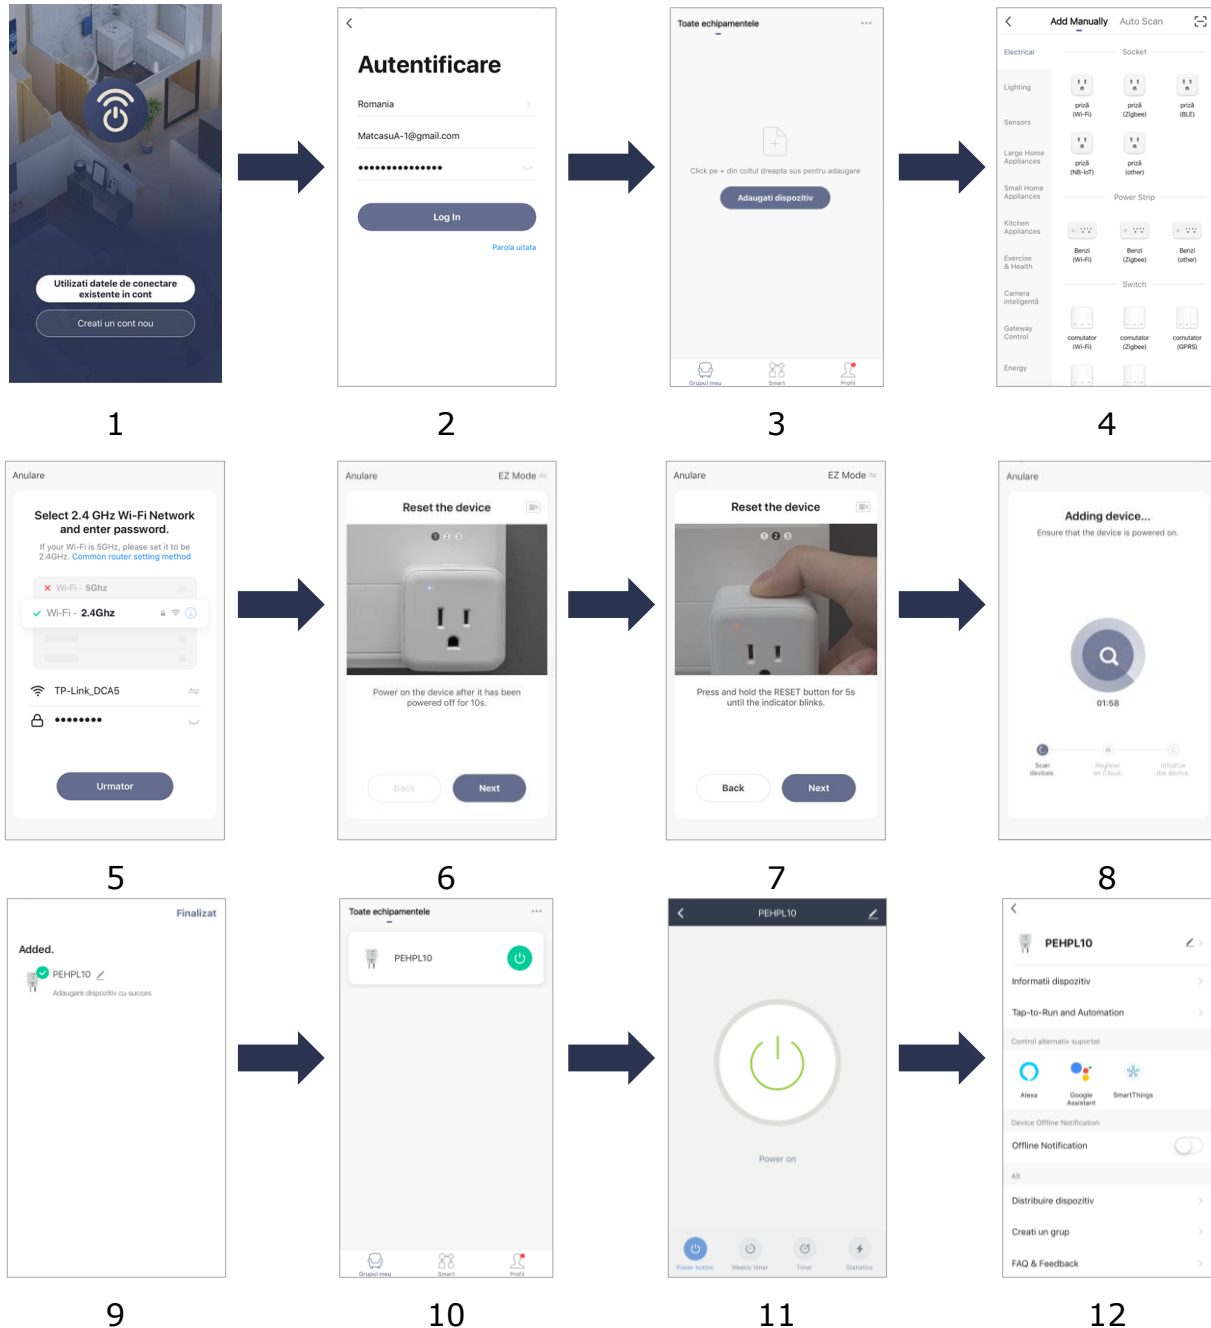 Utilizati datele de conectare
existente in cont
Creati un cont nou
1
Autentificare
Romania
MatcasuA-1@gmail.com
Log In
Parola uitata
2
Toate echipamentele
Click pe + din coltul dreapta sus pentru adaugare
Adaugati dispozitiv
Grupul meu Smart Profil
3
Add Manually Auto Scan
Electrical
Lighting
Sensors
Large Home
Appliances
Small Home
Appliances
Kitchen
Appliances
Exercise
& Health
Camera
inteligentă
Gateway
Control
Energy
Socket
priză priză priză
(Wi-Fi) (Zigbee) (BLE)
priză priză
(NB-IoT) (other)
Power Strip
Benzi Benzi Benzi
(Wi-Fi) (Zigbee) (other)
Switch
comutator comutator comutator
(Wi-Fi) (Zigbee) (GPRS)
4
Anulare
Select 2.4 GHz Wi-Fi Network
and enter password.
If your Wi-Fi is 5GHz, please set it to be
2.4GHz. Common router setting method
Wi-Fi - 5Ghz
Wi-Fi - 2.4Ghz
TP-Link_DCA5
Urmator
5
Anulare EZ Mode
Reset the device
1 2 3
Power on the device after it has been
powered off for 10s.
Back Next
6
Anulare EZ Mode
Reset the device
1 2 3
Press and hold the RESET button for 5s
until the indicator blinks.
Back Next
7
Anulare
Adding device...
Ensure that the device is powered on.
01:58
Scan Register Initialize
devices. on Cloud. the device.
8
Finalizat
Added.
PEHPL10
Adaugare dispozitiv cu succes
9
Toate echipamentele
PEHPL10
Grupul meu Smart Profil
10
PEHPL10
Power on
Power button Weekly timer Timer Statistics
11
PEHPL10
Informatii dispozitiv
Tap-to-Run and Automation
Control alternativ suportat
Alexa Google SmartThings
Assistant
Device Offline Notification
Offline Notification
Alt
Distribuire dispozitiv
Creati un grup
FAQ & Feedback
12